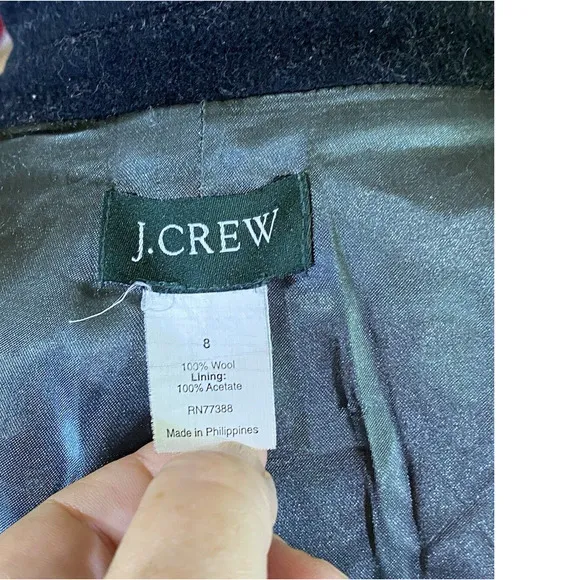 J.CREW
8
100% Wool
Lining:
100% Acetate
RN77388
Made in Philippines